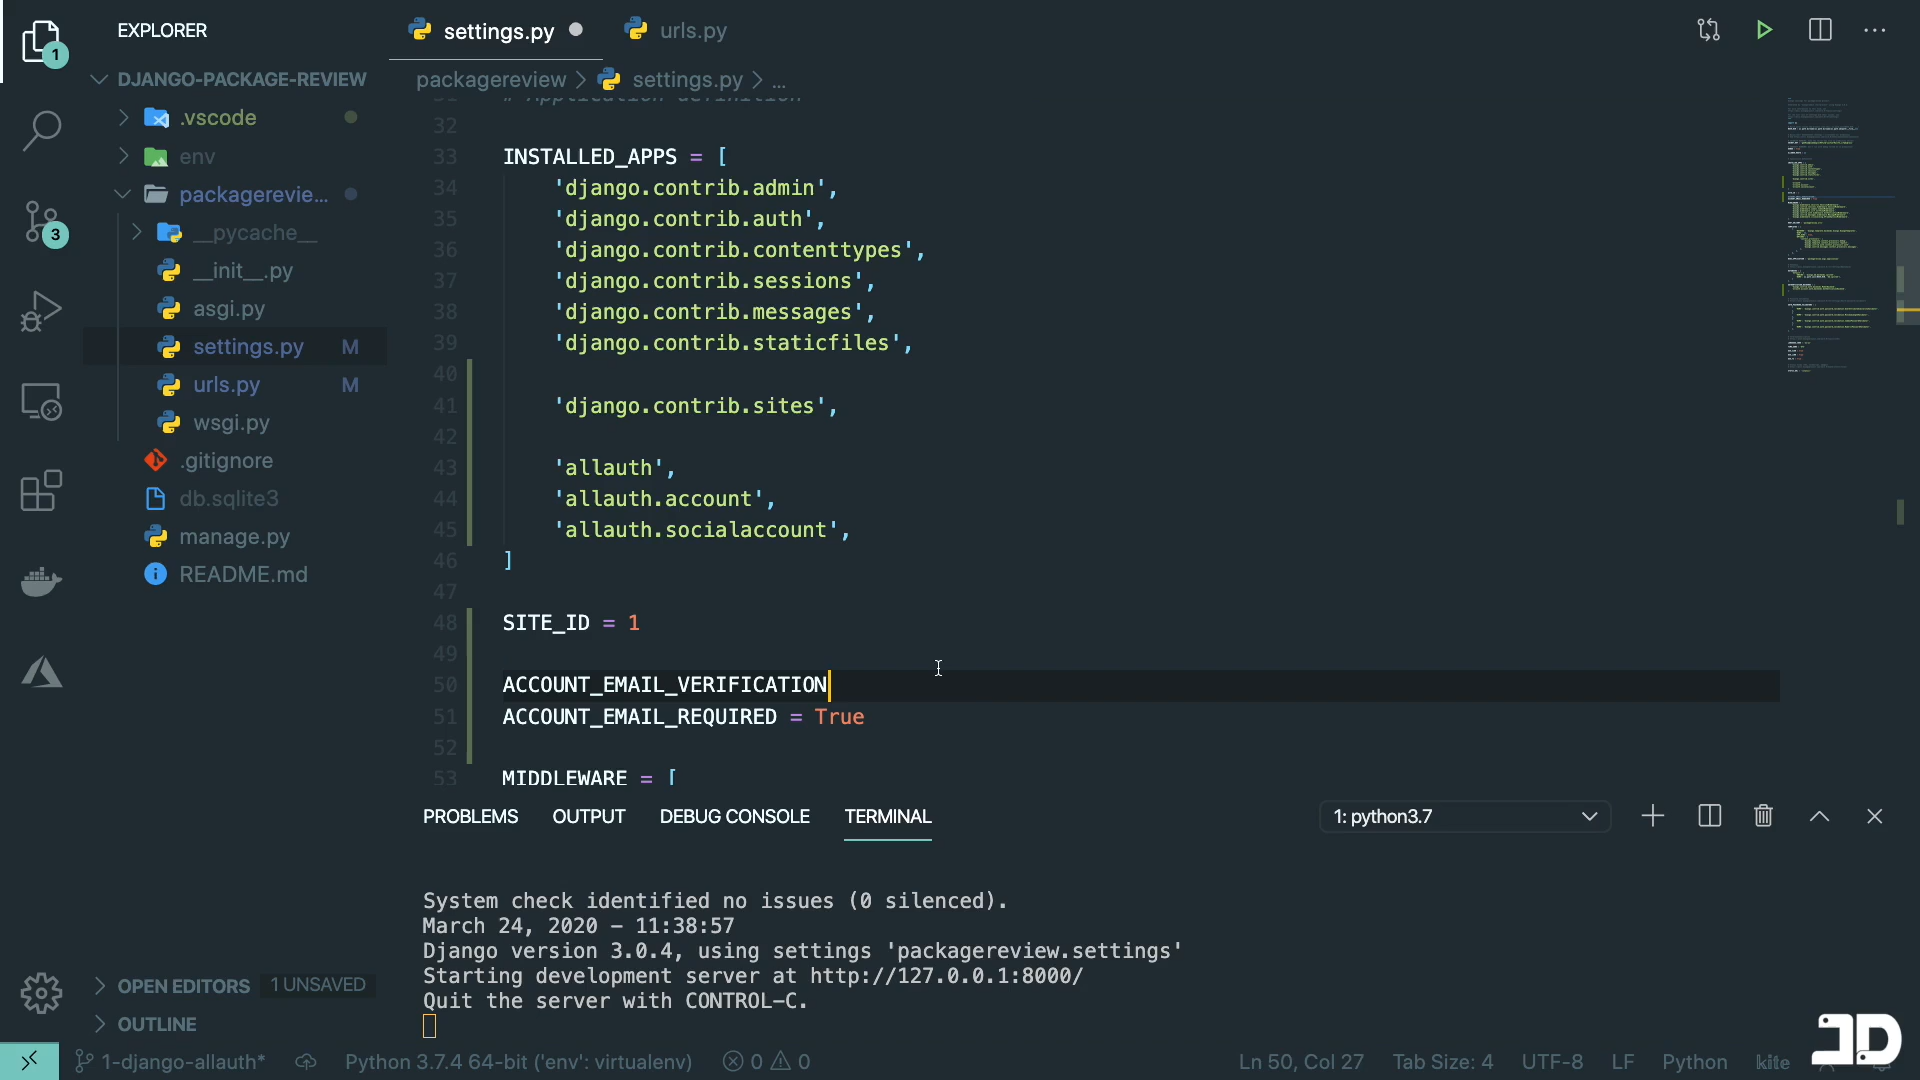 EXPLORER
settings.py
urls.py
1
DJANGO-PACKAGE-REVIEW
packagereview > settings.py > ...
.vscode
env
packagerevie...
__pycache__
__init__.py
asgi.py
settings.py M
urls.py M
wsgi.py
.gitignore
db.sqlite3
manage.py
README.md
3
31 # Application definition
32
33 INSTALLED_APPS = [
34 'django.contrib.admin',
35 'django.contrib.auth',
36 'django.contrib.contenttypes',
37 'django.contrib.sessions',
38 'django.contrib.messages',
39 'django.contrib.staticfiles',
40
41 'django.contrib.sites',
42
43 'allauth',
44 'allauth.account',
45 'allauth.socialaccount',
46 ]
47
48 SITE_ID = 1
49
50 ACCOUNT_EMAIL_VERIFICATION
51 ACCOUNT_EMAIL_REQUIRED = True
52
53 MIDDLEWARE = [
PROBLEMS OUTPUT DEBUG CONSOLE TERMINAL 1: python3.7
System check identified no issues (0 silenced).
March 24, 2020 - 11:38:57
Django version 3.0.4, using settings 'packagereview.settings'
Starting development server at http://127.0.0.1:8000/
Quit the server with CONTROL-C.
OPEN EDITORS 1 UNSAVED
OUTLINE
1-django-allauth* Python 3.7.4 64-bit ('env': virtualenv) 0 0 Ln 50, Col 27 Tab Size: 4 UTF-8 LF Python kite
JD